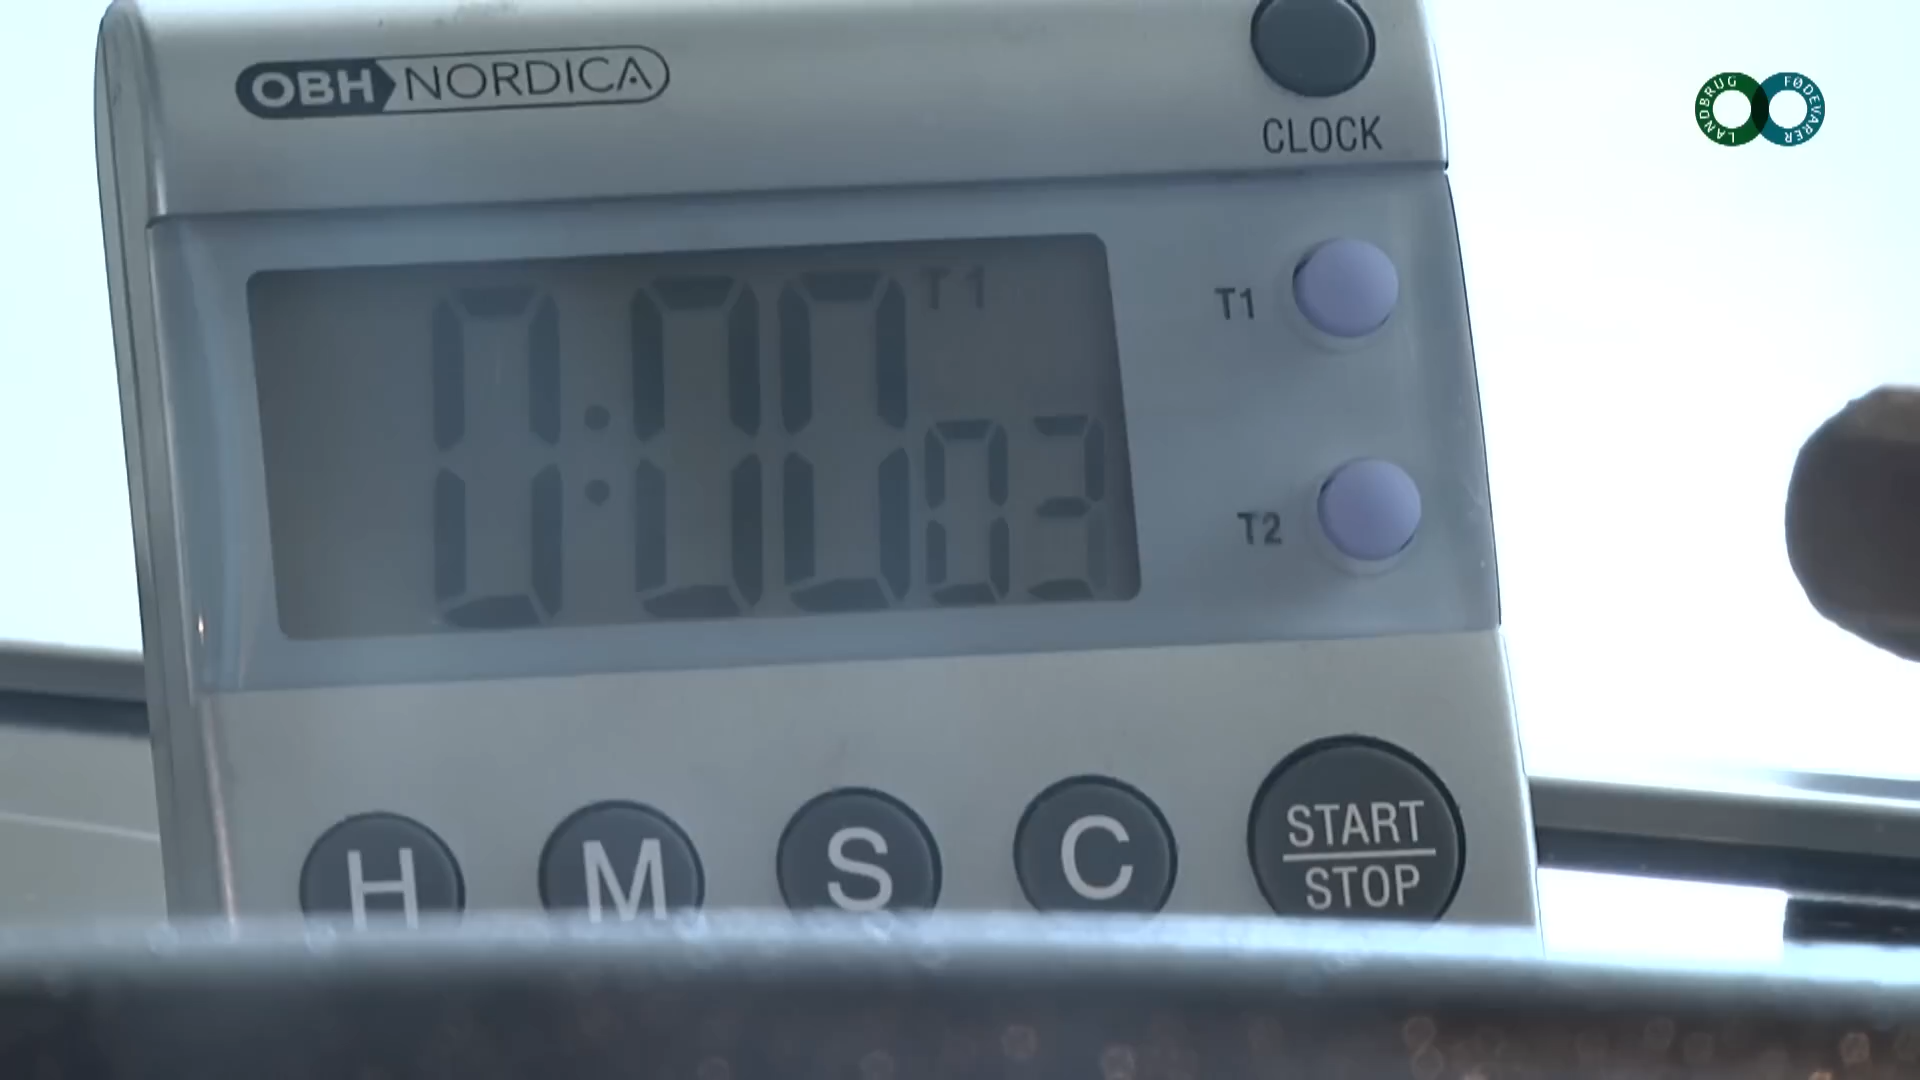 OBH NORDICA
CLOCK
LANDBRUG FØDEVARER
T1
0:00 03
T1
T2
H M S C START
STOP